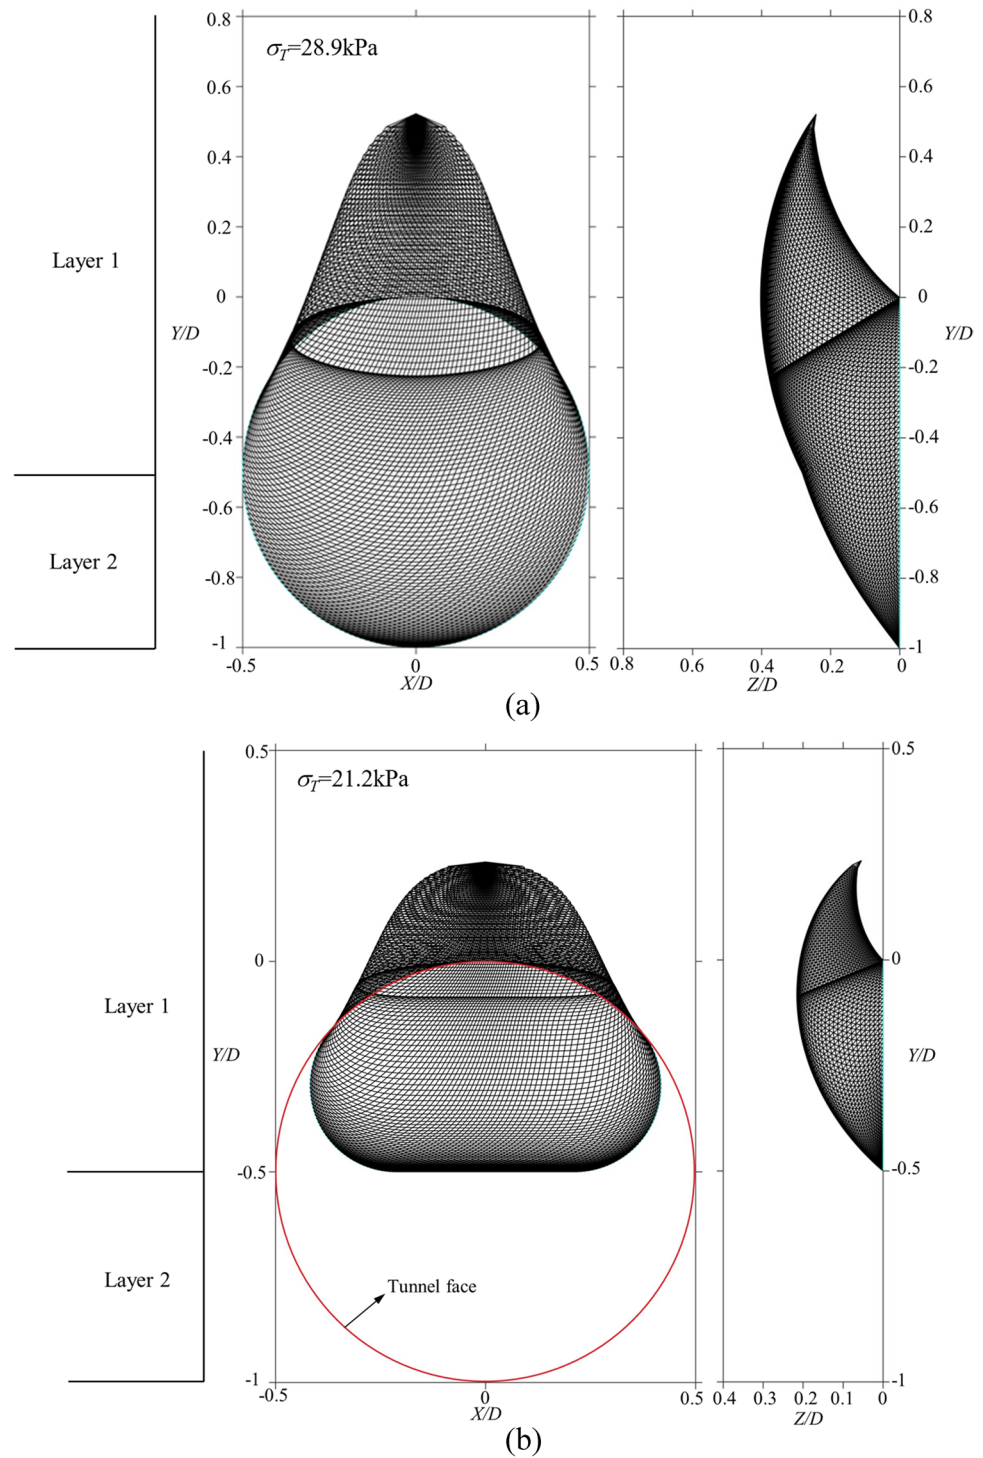 σT=28.9kPa
0.8
0.6
0.4
0.2
0
-0.2
-0.4
-0.6
-0.8
-1
Y/D
Layer 1
Layer 2
-0.5
0
0.5
X/D
0.8
0.6
0.4
0.2
0
-0.2
-0.4
-0.6
-0.8
-1
Y/D
0.8
0.6
0.4
0.2
0
Z/D
(a)
σT=21.2kPa
0.5
0
-0.5
-1
Y/D
Layer 1
Layer 2
Tunnel face
-0.5
0
0.5
X/D
0.5
0
-0.5
-1
Y/D
0.4
0.3
0.2
0.1
0
Z/D
(b)